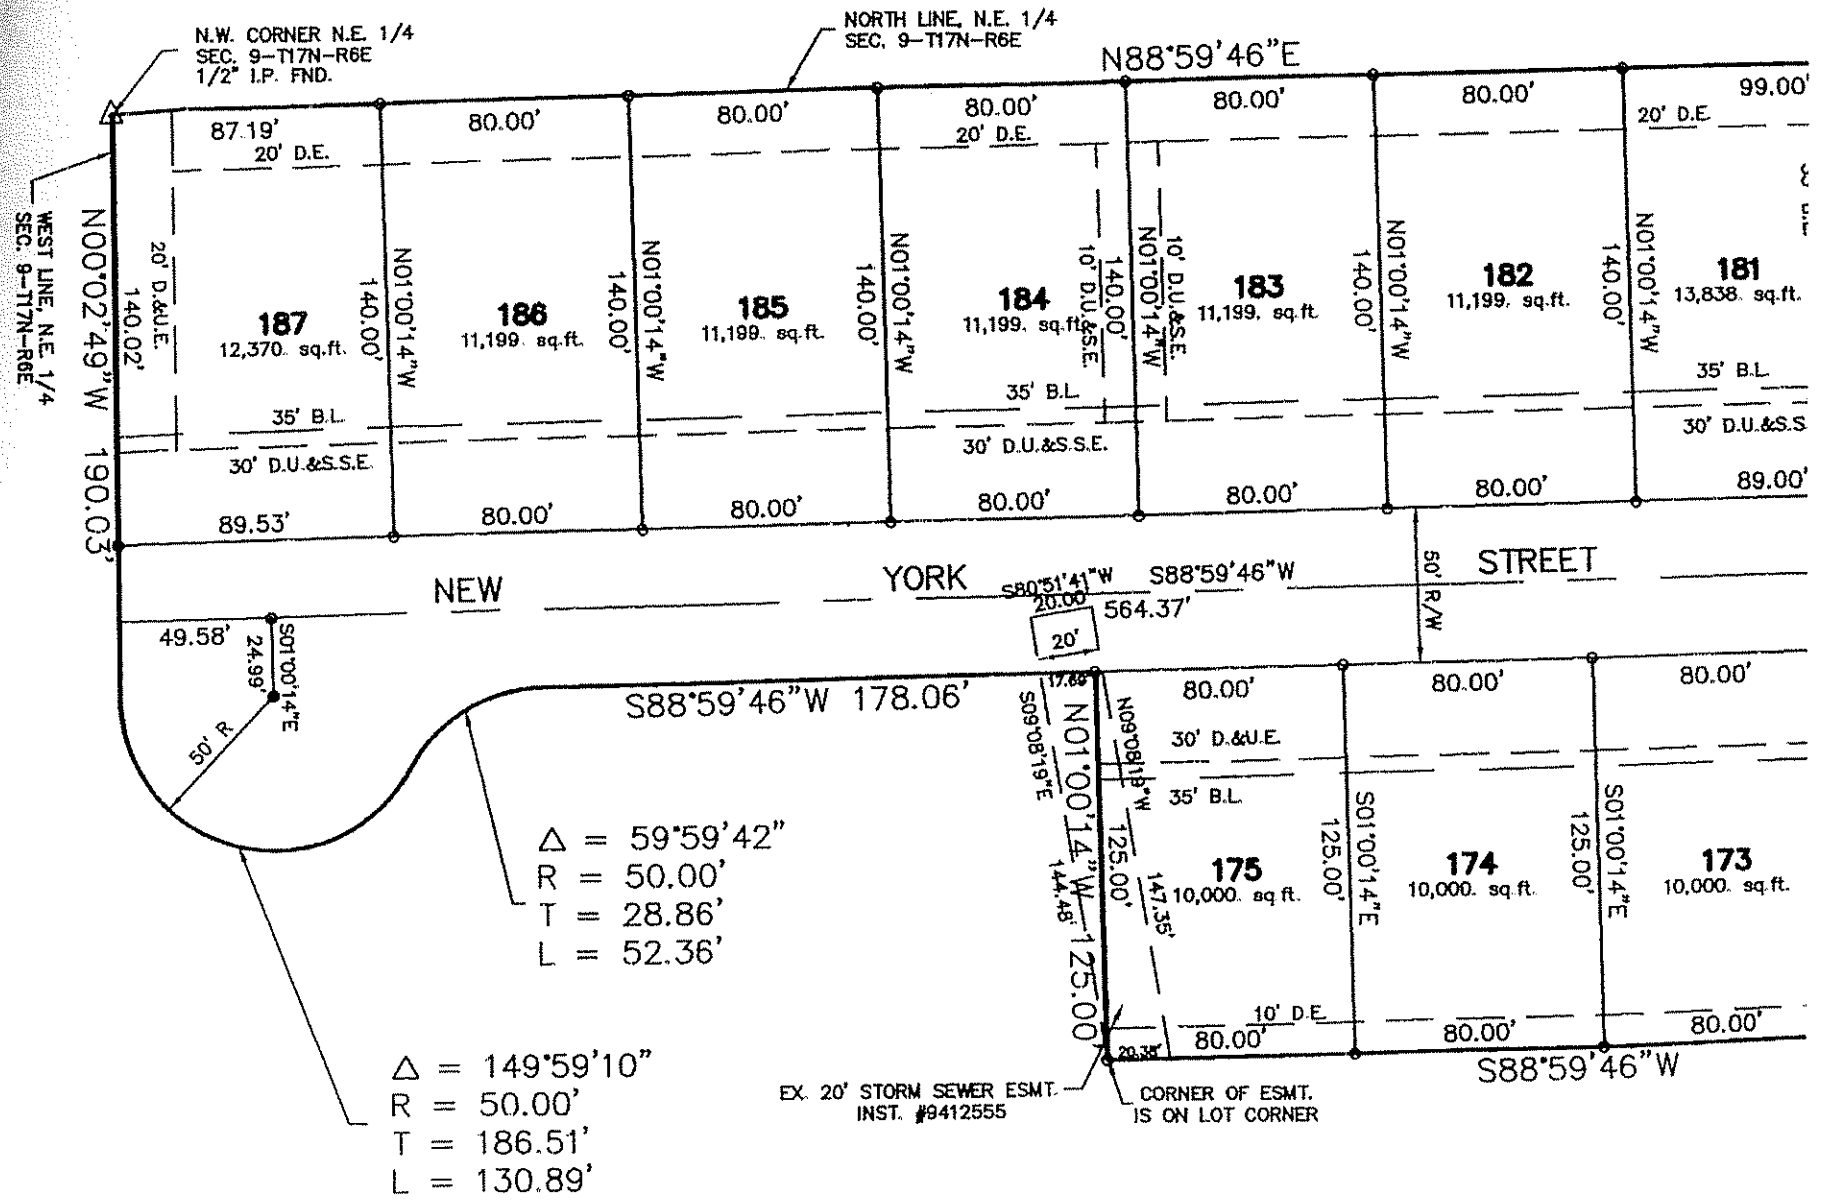 N.W. CORNER N.E. 1/4
SEC. 9-T17N-R6E
1/2" I.P. FND.
NORTH LINE, N.E. 1/4
SEC. 9-T17N-R6E
N88°59'46"E
87.19'
80.00'
80.00'
80.00'
80.00'
80.00'
99.00'
20' D.E.
20' D.E.
20' D.E.
WEST LINE, N.E. 1/4
SEC. 9-T17N-R6E
N00°02'49"W 190.03'
140.02'
20' D.&U.E.
187
12,370. sq.ft.
140.00'
N01°00'14"W
186
11,199. sq.ft.
140.00'
N01°00'14"W
185
11,199. sq.ft.
140.00'
N01°00'14"W
184
11,199. sq.ft.
10' D.U.&S.E.
140.00'
N01°00'14"W
10' D.U.&S.E.
183
11,199. sq.ft.
140.00'
N01°00'14"W
182
11,199. sq.ft.
140.00'
N01°00'14"W
181
13,838. sq.ft.
35' B.L.
35' B.L.
35' B.L.
30' D.U.&S.S.E.
30' D.U.&S.S.E.
30' D.U.&S.S
89.53'
80.00'
80.00'
80.00'
80.00'
80.00'
89.00'
NEW YORK STREET
S80°51'41"W
20.00'
20'
S88°59'46"W
564.37'
50' R/W
49.58'
S01°00'14"E
24.99'
50' R
S88°59'46"W 178.06'
17.69'
80.00'
80.00'
80.00'
S09°08'19"E
144.48'
N01°00'14"W 125.00'
N09°08'19"W
147.35'
125.00'
30' D.&U.E.
35' B.L.
175
10,000. sq.ft.
125.00'
S01°00'14"E
174
10,000. sq.ft.
125.00'
S01°00'14"E
173
10,000. sq.ft.
Δ = 59°59'42"
R = 50.00'
T = 28.86'
L = 52.36'
Δ = 149°59'10"
R = 50.00'
T = 186.51'
L = 130.89'
10' D.E.
20.35'
80.00'
80.00'
80.00'
S88°59'46"W
EX. 20' STORM SEWER ESMT.
INST. #9412555
CORNER OF ESMT.
IS ON LOT CORNER